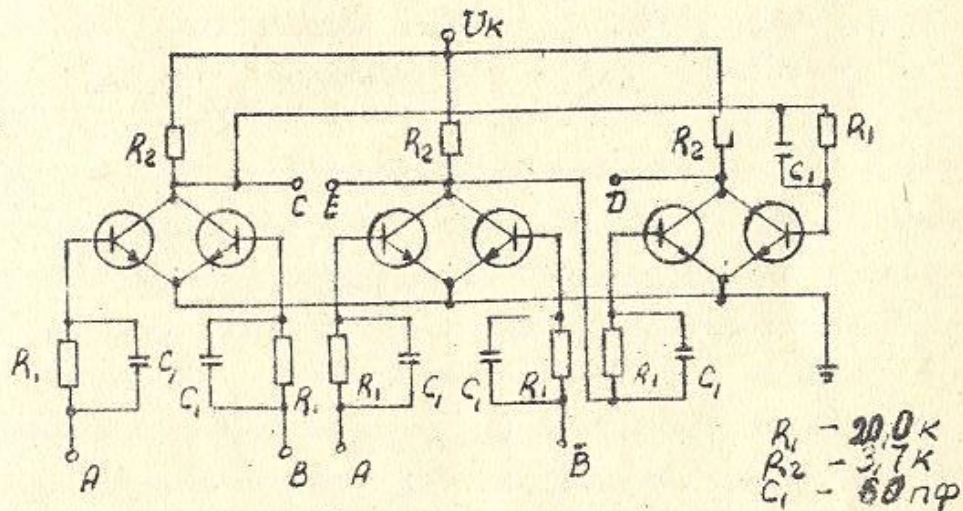 Uк
R₂
R₂
R₂
C₁
R₁
C
E
D
R₁
C₁
C₁
R₁
R₁
C₁
C₁
R₁
R₁
C₁
A
B
A
B̄
R₁ - 20,0 к
R₂ - 3,7 к
C₁ - 60 пф